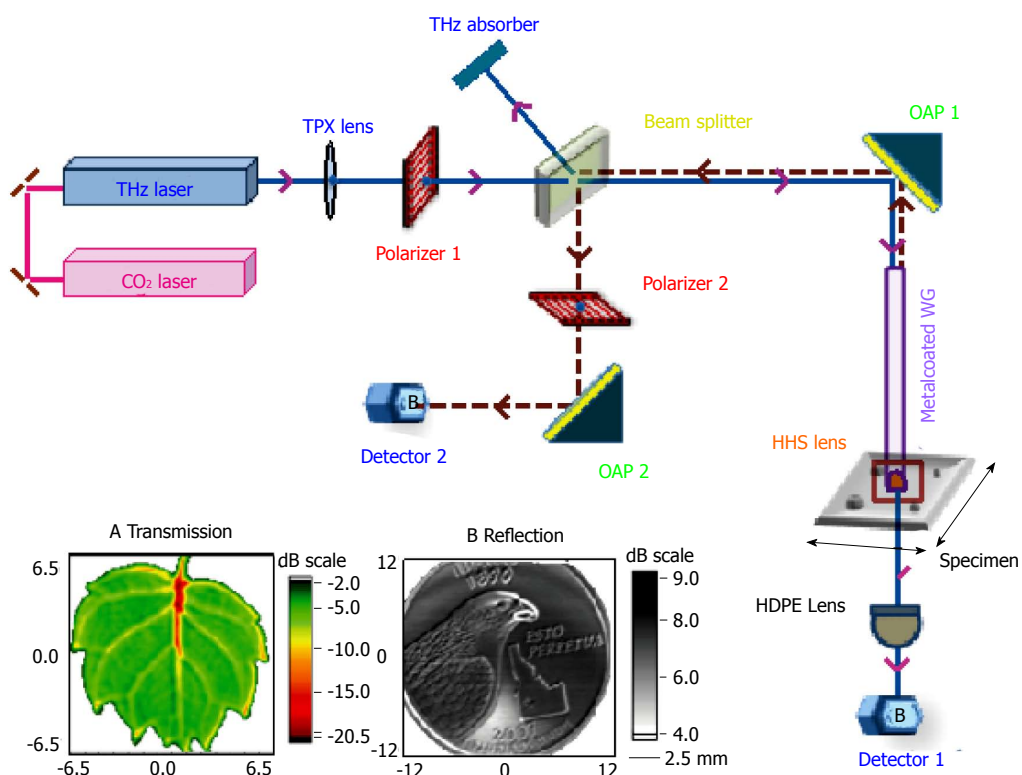 THz absorber
OAP 1
TPX lens
Beam splitter
THz laser
Polarizer 1
CO₂ laser
Polarizer 2
Metalcoated WG
B
Detector 2
OAP 2
HHS lens
Specimen
HDPE Lens
B
Detector 1
A Transmission
dB scale
6.5
0.0
-6.5
-6.5
0.0
6.5
-2.0
-5.0
-10.0
-15.0
-20.5
B Reflection
dB scale
12
0
-12
-12
0
12
9.0
8.0
6.0
4.0
2.5 mm
ESTO
PERPETUA